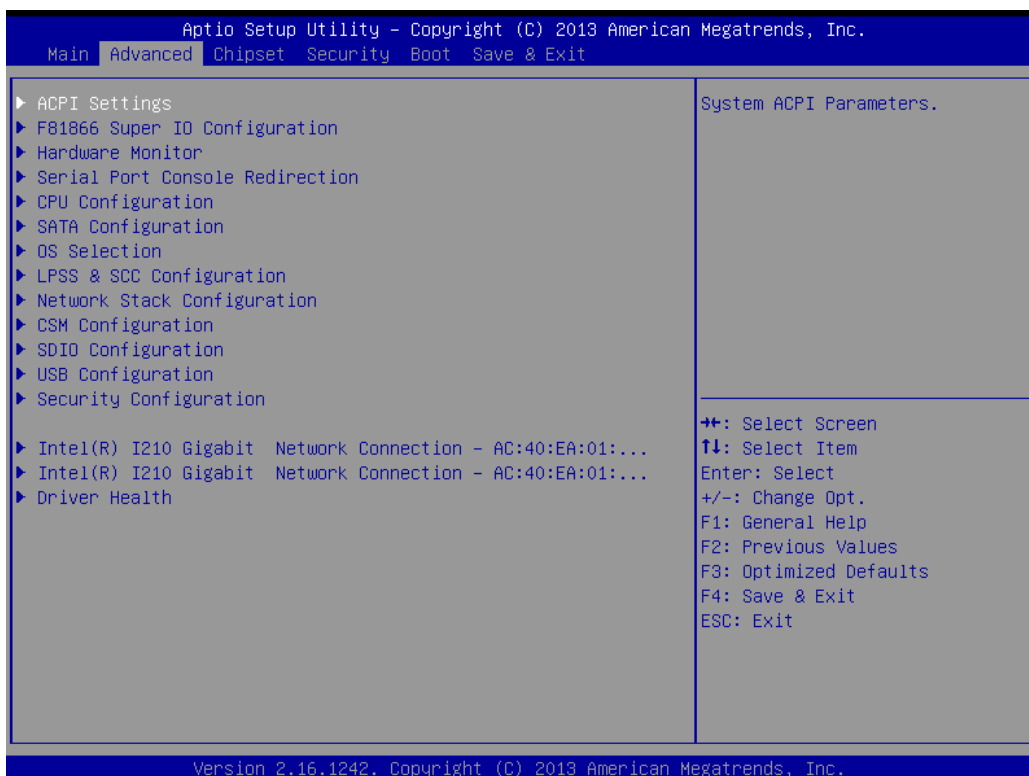 Aptio Setup Utility – Copyright (C) 2013 American Megatrends, Inc.
Main Advanced Chipset Security Boot Save & Exit
▶ ACPI Settings
▶ F81866 Super IO Configuration
▶ Hardware Monitor
▶ Serial Port Console Redirection
▶ CPU Configuration
▶ SATA Configuration
▶ OS Selection
▶ LPSS & SCC Configuration
▶ Network Stack Configuration
▶ CSM Configuration
▶ SDIO Configuration
▶ USB Configuration
▶ Security Configuration
▶ Intel(R) I210 Gigabit  Network Connection – AC:40:EA:01:...
▶ Intel(R) I210 Gigabit  Network Connection – AC:40:EA:01:...
▶ Driver Health
System ACPI Parameters.
→←: Select Screen
↑↓: Select Item
Enter: Select
+/–: Change Opt.
F1: General Help
F2: Previous Values
F3: Optimized Defaults
F4: Save & Exit
ESC: Exit
Version 2.16.1242. Copyright (C) 2013 American Megatrends, Inc.